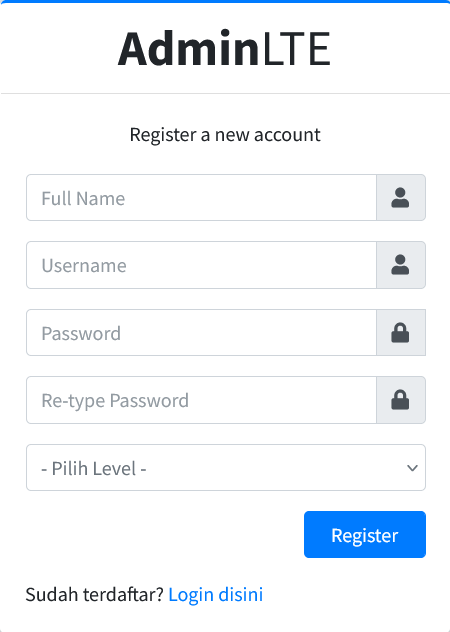 AdminLTE
Register a new account
Full Name
Username
Password
Re-type Password
- Pilih Level -
Register
Sudah terdaftar? Login disini